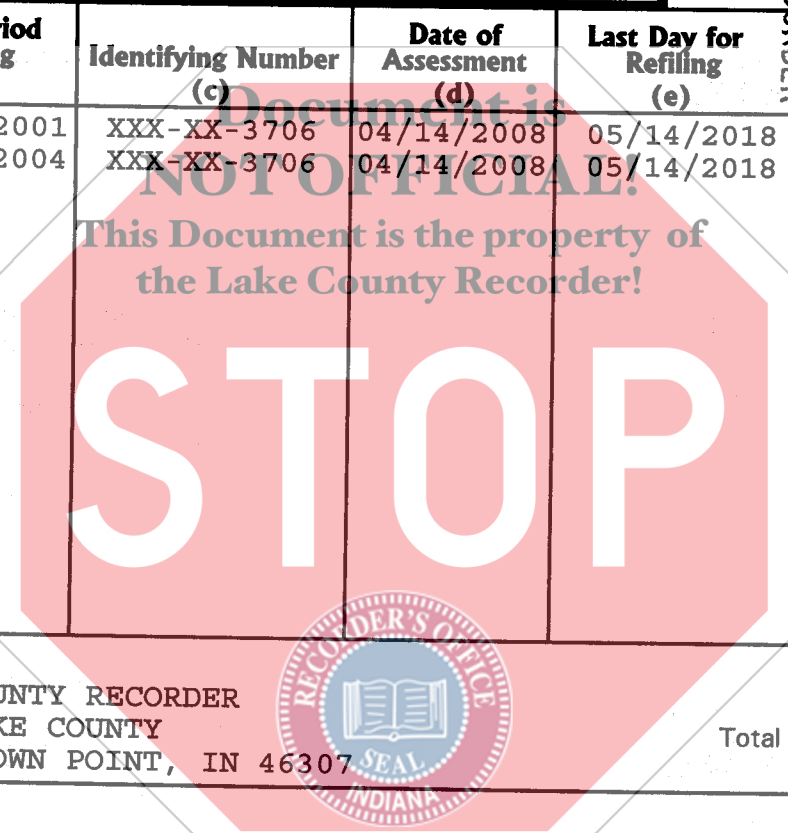 riod
g
Identifying Number
(c)
Date of
Assessment
(d)
Last Day for
Refiling
(e)
2001 XXX-XX-3706 04/14/2008 05/14/2018
2004 XXX-XX-3706 04/14/2008 05/14/2018
Document is
NOT OFFICIAL!
This Document is the property of
the Lake County Recorder!
STOP
UNTY RECORDER
KE COUNTY
OWN POINT, IN 46307
Total
RECORDER'S OFFICE
SEAL
INDIANA